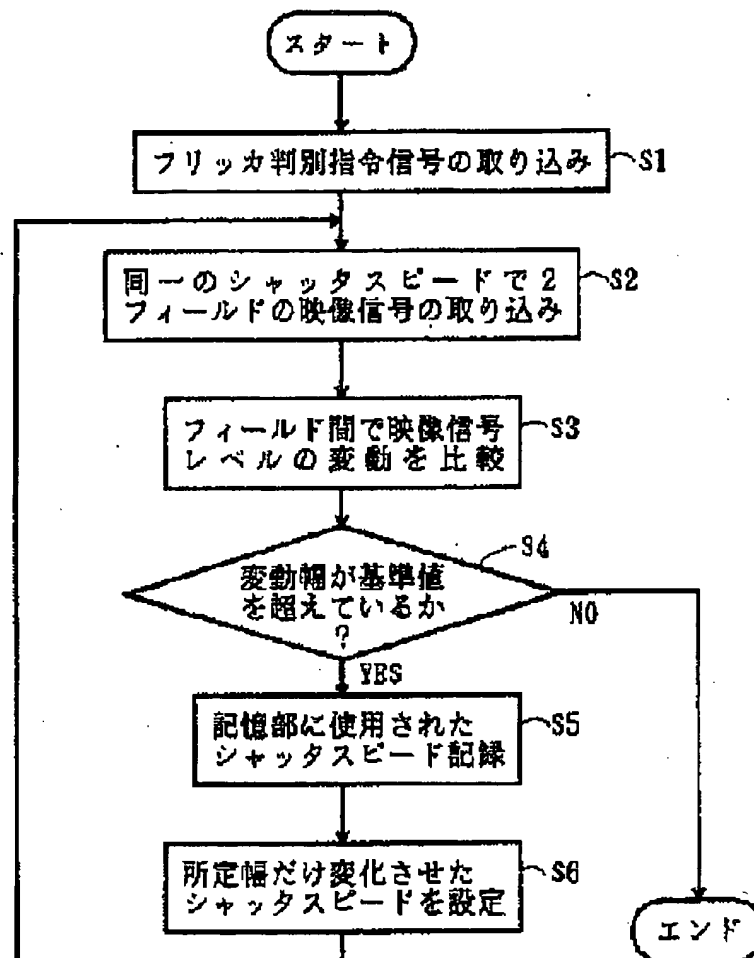 スタート
フリッカ判別指令信号の取り込み
S1
同一のシャッタスピードで2
フィールドの映像信号の取り込み
S2
フィールド間で映像信号
レベルの変動を比較
S3
S4
変動幅が基準値
を超えているか
?
NO
YES
記憶部に使用された
シャッタスピード記録
S5
所定幅だけ変化させた
シャッタスピードを設定
S6
エンド